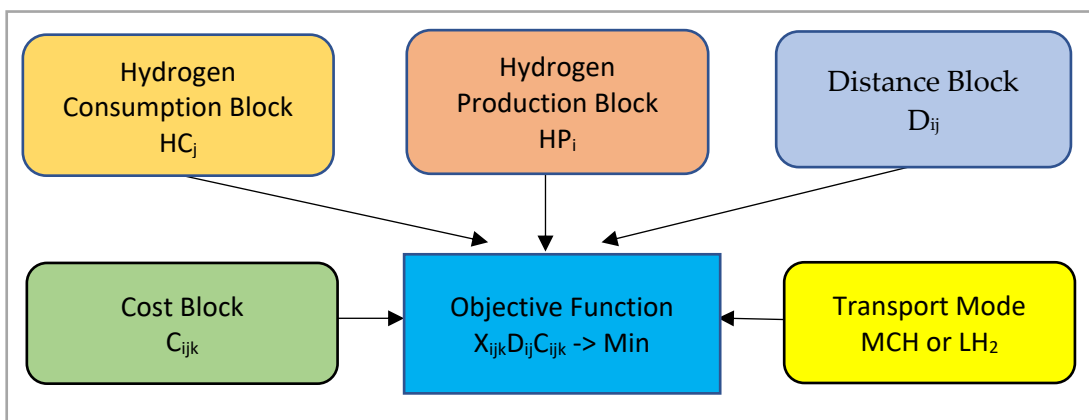 Hydrogen
Consumption Block
HCj
Hydrogen
Production Block
HPi
Distance Block
Dij
Cost Block
Cijk
Objective Function
XijkDijCijk -> Min
Transport Mode
MCH or LH2